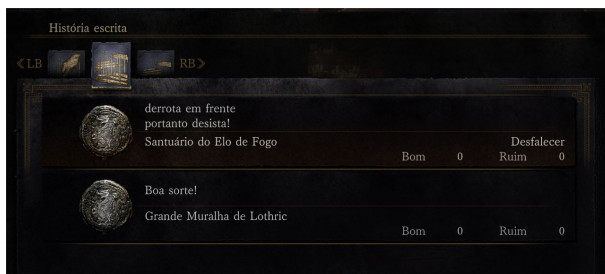 História escrita
LB RB
derrota em frente
portanto desista!
Santuário do Elo de Fogo Desfalecer
Bom 0 Ruim 0
Boa sorte!
Grande Muralha de Lothric
Bom 0 Ruim 0